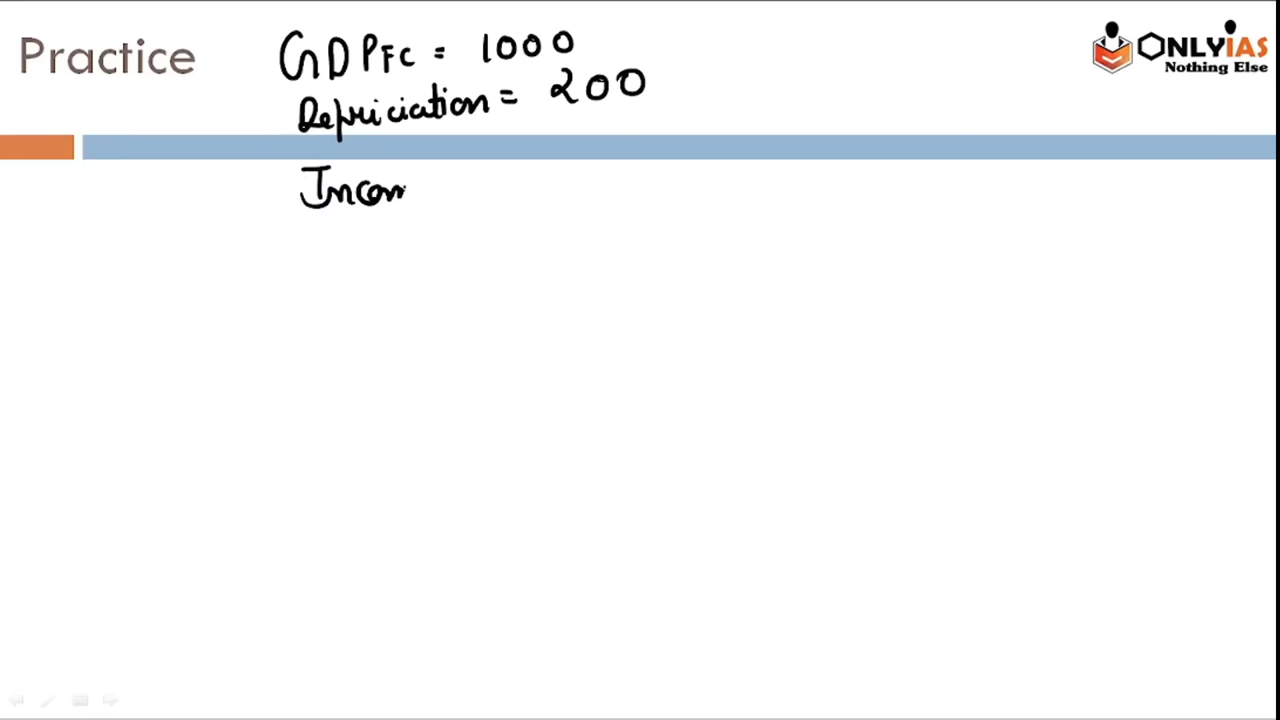 Practice
GDPFC = 1000
Depriciation = 200
Incom
ONLYIAS
Nothing Else